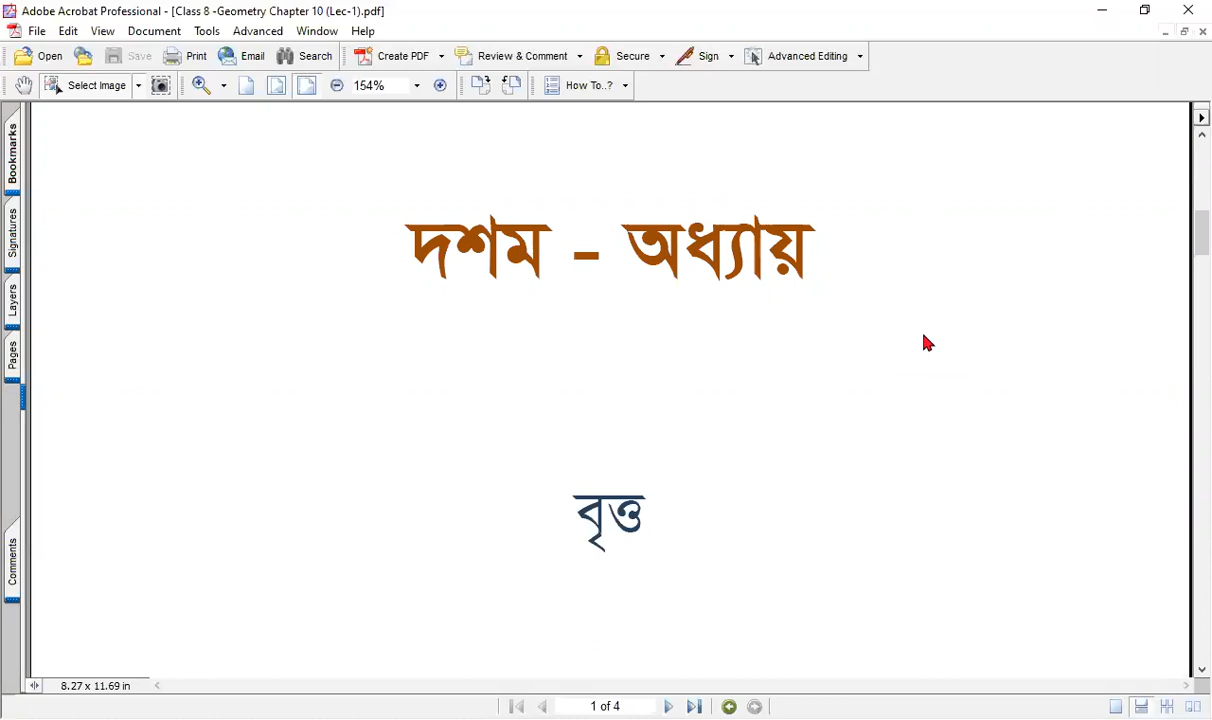 Adobe Acrobat Professional - [Class 8 -Geometry Chapter 10 (Lec-1).pdf]
File Edit View Document Tools Advanced Window Help
Open Save Print Email Search Create PDF Review & Comment Secure Sign Advanced Editing
Select Image 154% How To..?
Bookmarks
Signatures
Layers
Pages
Comments
দশম - অধ্যায়
বৃত্ত
8.27 x 11.69 in
1 of 4